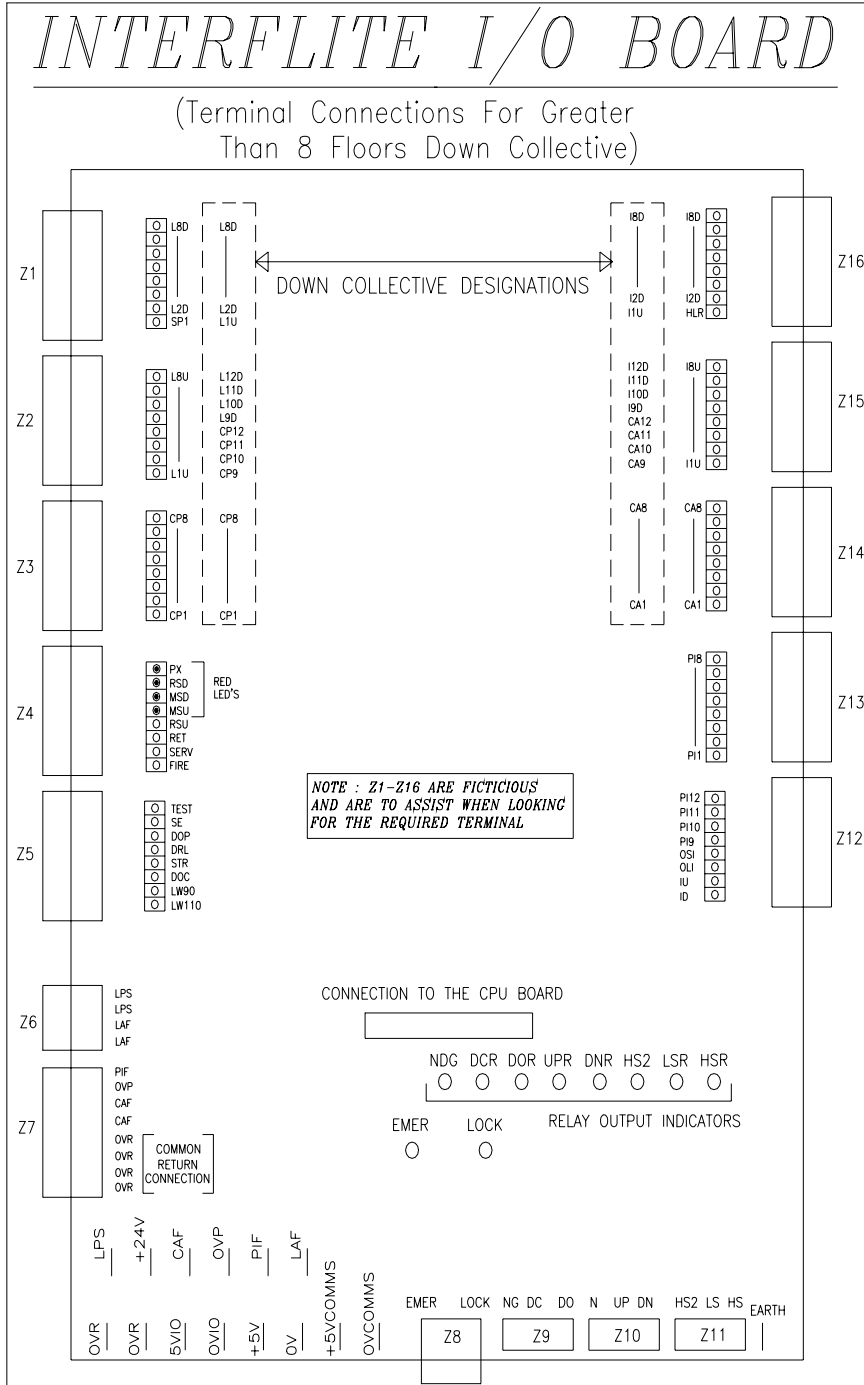 INTERFLITE I/O BOARD
(Terminal Connections For Greater
Than 8 Floors Down Collective)
Z1
L8D
L2D
SP1
L8D
L2D
L1U
DOWN COLLECTIVE DESIGNATIONS
I8D
I2D
I1U
I8D
I2D
HLR
Z16
Z2
L8U
L1U
L12D
L11D
L10D
L9D
CP12
CP11
CP10
CP9
I12D
I11D
I10D
I9D
CA12
CA11
CA10
CA9
I8U
I1U
Z15
Z3
CP8
CP1
CP8
CP1
CA8
CA1
CA8
CA1
Z14
Z4
PX
RSD
MSD
MSU
RSU
RET
SERV
FIRE
RED
LED'S
PI8
PI1
Z13
NOTE : Z1-Z16 ARE FICTICIOUS
AND ARE TO ASSIST WHEN LOOKING
FOR THE REQUIRED TERMINAL
Z5
TEST
SE
DOP
DRL
STR
DOC
LW90
LW110
PI12
PI11
PI10
PI9
OSI
OLI
IU
ID
Z12
Z6
LPS
LPS
LAF
LAF
CONNECTION TO THE CPU BOARD
NDG DCR DOR UPR DNR HS2 LSR HSR
RELAY OUTPUT INDICATORS
EMER LOCK
Z7
PIF
OVP
CAF
CAF
OVR
OVR
OVR
OVR
COMMON
RETURN
CONNECTION
LPS +24V CAF OVP PIF LAF
OVR OVR 5VIO OVIO +5V OV +5VCOMMS OVCOMMS
EMER LOCK NG DC DO N UP DN HS2 LS HS EARTH
Z8 Z9 Z10 Z11